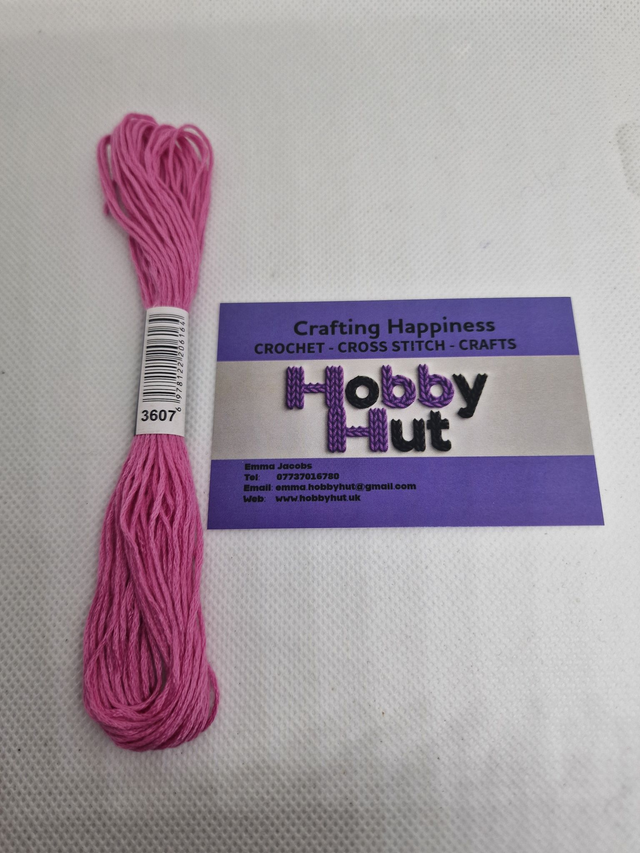 6978122206164
3607
Crafting Happiness
CROCHET - CROSS STITCH - CRAFTS
Hobby
Hut
Emma Jacobs
Tel: 07737016780
Email: emma.hobbyhut@gmail.com
Web: www.hobbyhut.uk